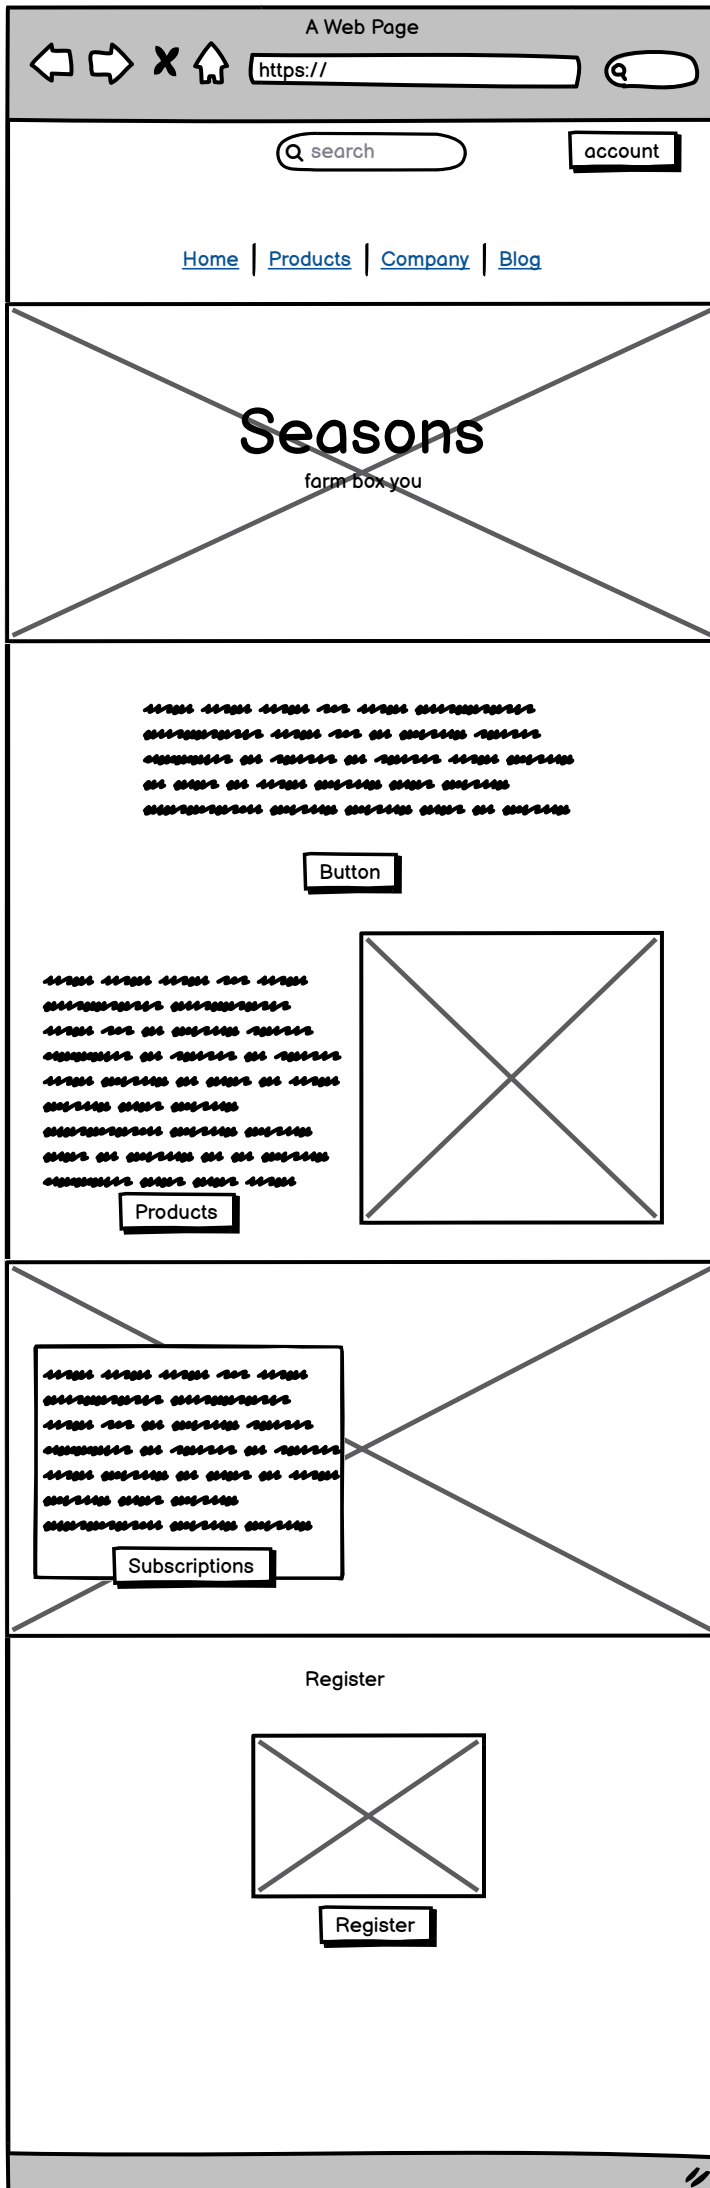 A Web Page
https://
search
account
Home
Products
Company
Blog
Seasons
farm box you
Button
Products
Subscriptions
Register
Register